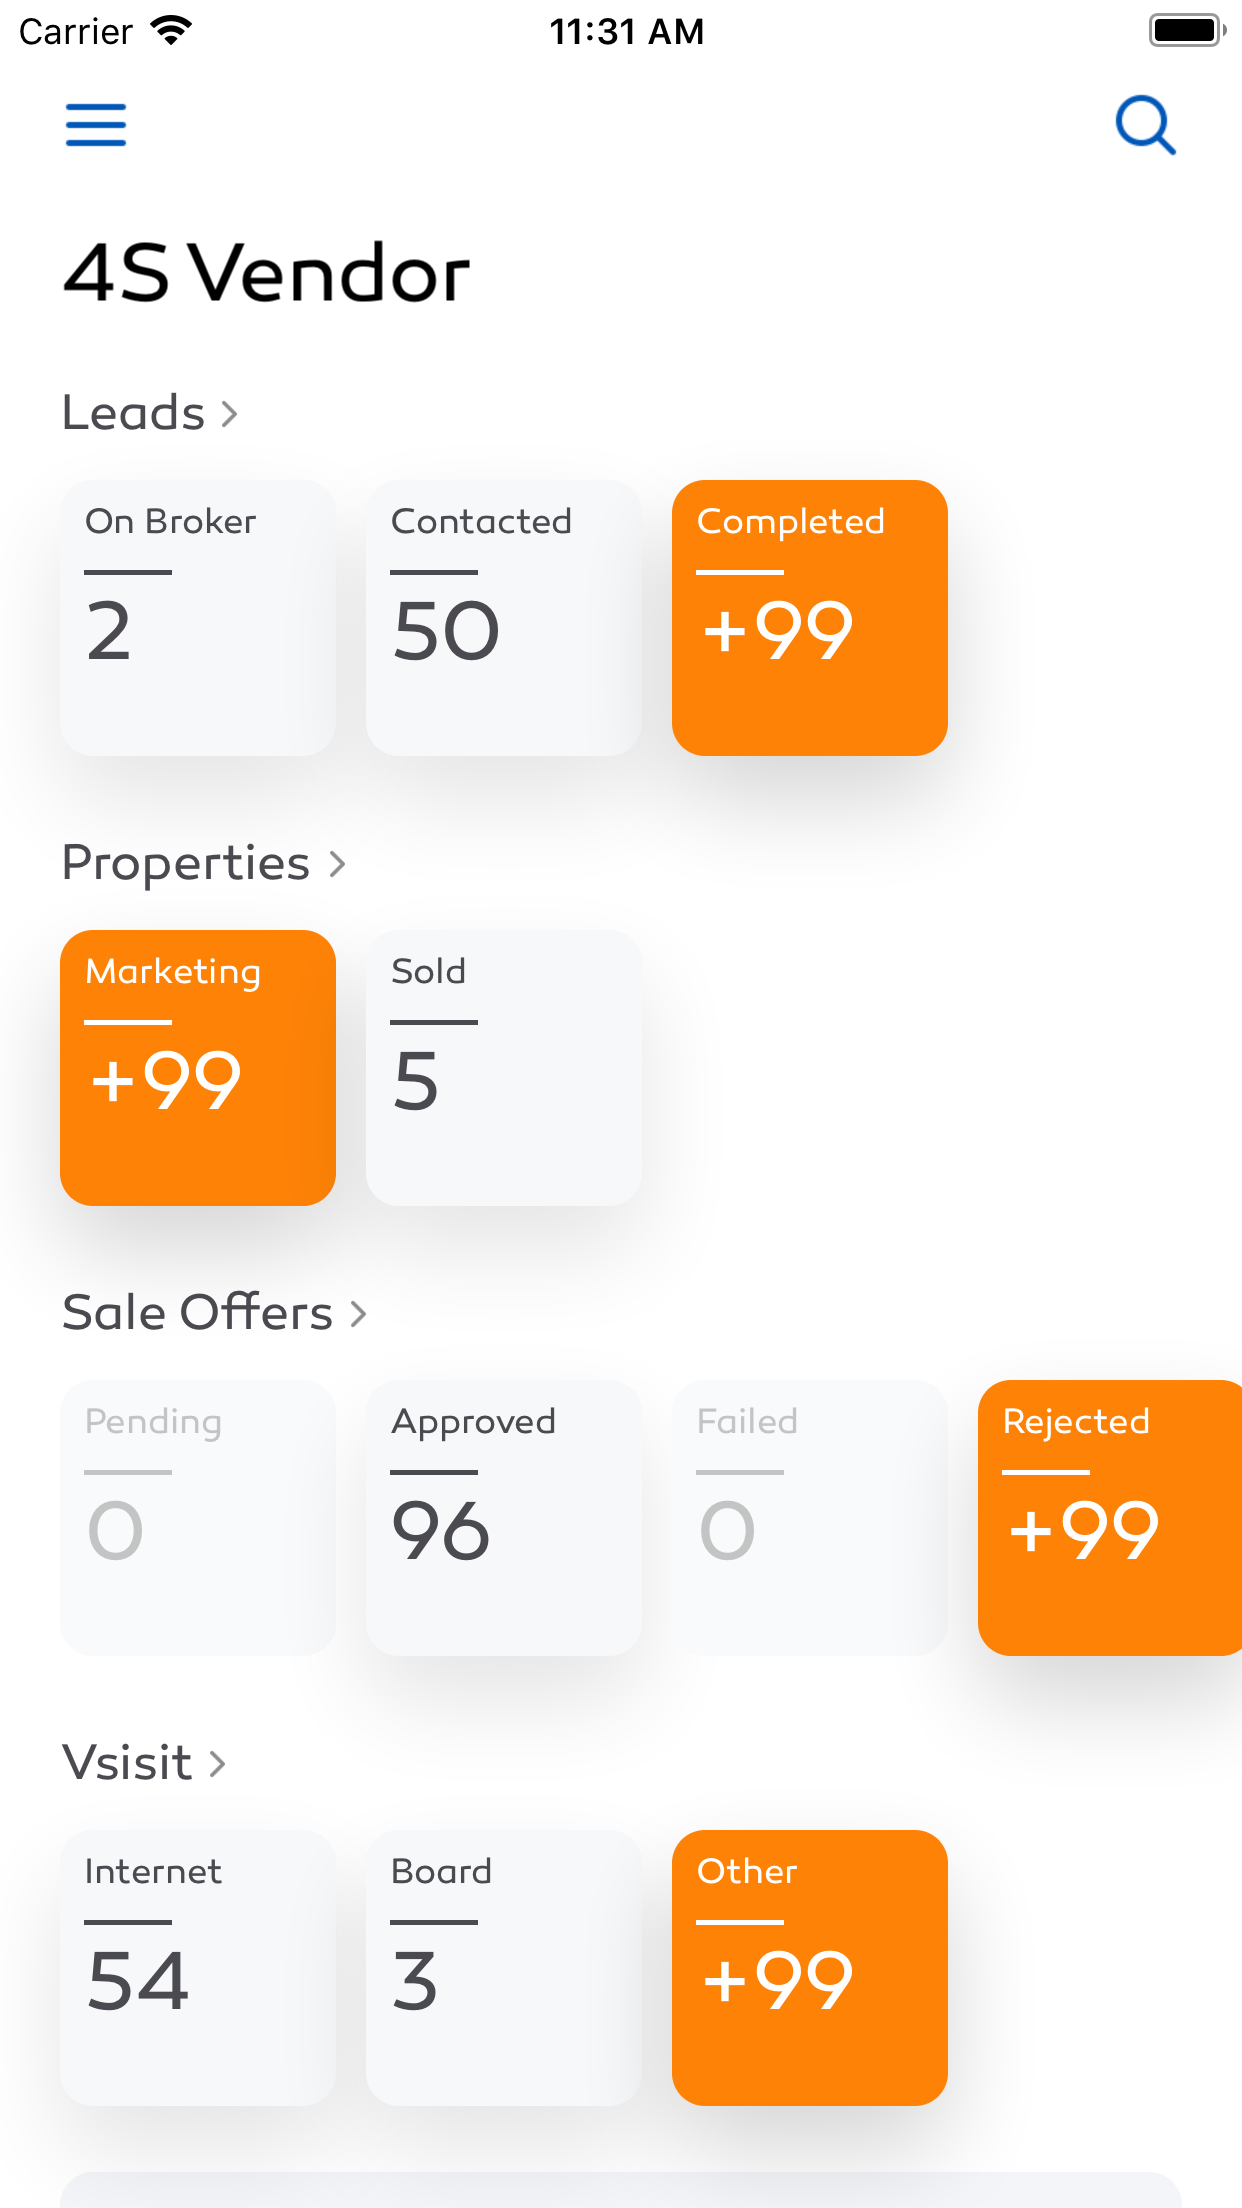 Carrier 11:31 AM
4S Vendor
Leads
On Broker Contacted Completed
2 50 +99
Properties
Marketing Sold
+99 5
Sale Offers
Pending Approved Failed Rejected
0 96 0 +99
Vsisit
Internet Board Other
54 3 +99